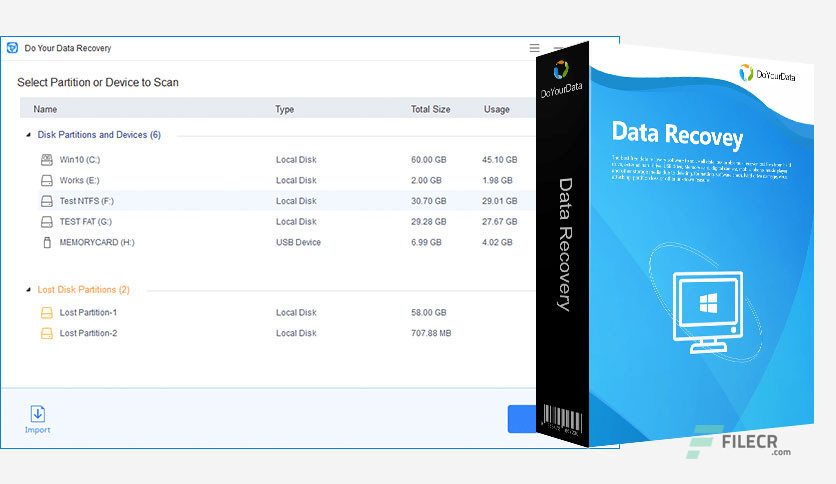 Do Your Data Recovery
Select Partition or Device to Scan
Name Type Total Size Usage
Disk Partitions and Devices (6)
Win10 (C:) Local Disk 60.00 GB 45.10 GB
Works (E:) Local Disk 2.00 GB 1.98 GB
Test NTFS (F:) Local Disk 30.70 GB 29.01 GB
TEST FAT (G:) Local Disk 29.28 GB 27.67 GB
MEMORYCARD (H:) USB Device 6.99 GB 4.02 GB
Lost Disk Partitions (2)
Lost Partition-1 Local Disk 58.00 GB
Lost Partition-2 Local Disk 707.88 MB
Import
DoYourData
Data Recovery
DoYourData
Data Recovey
FILECR
.com